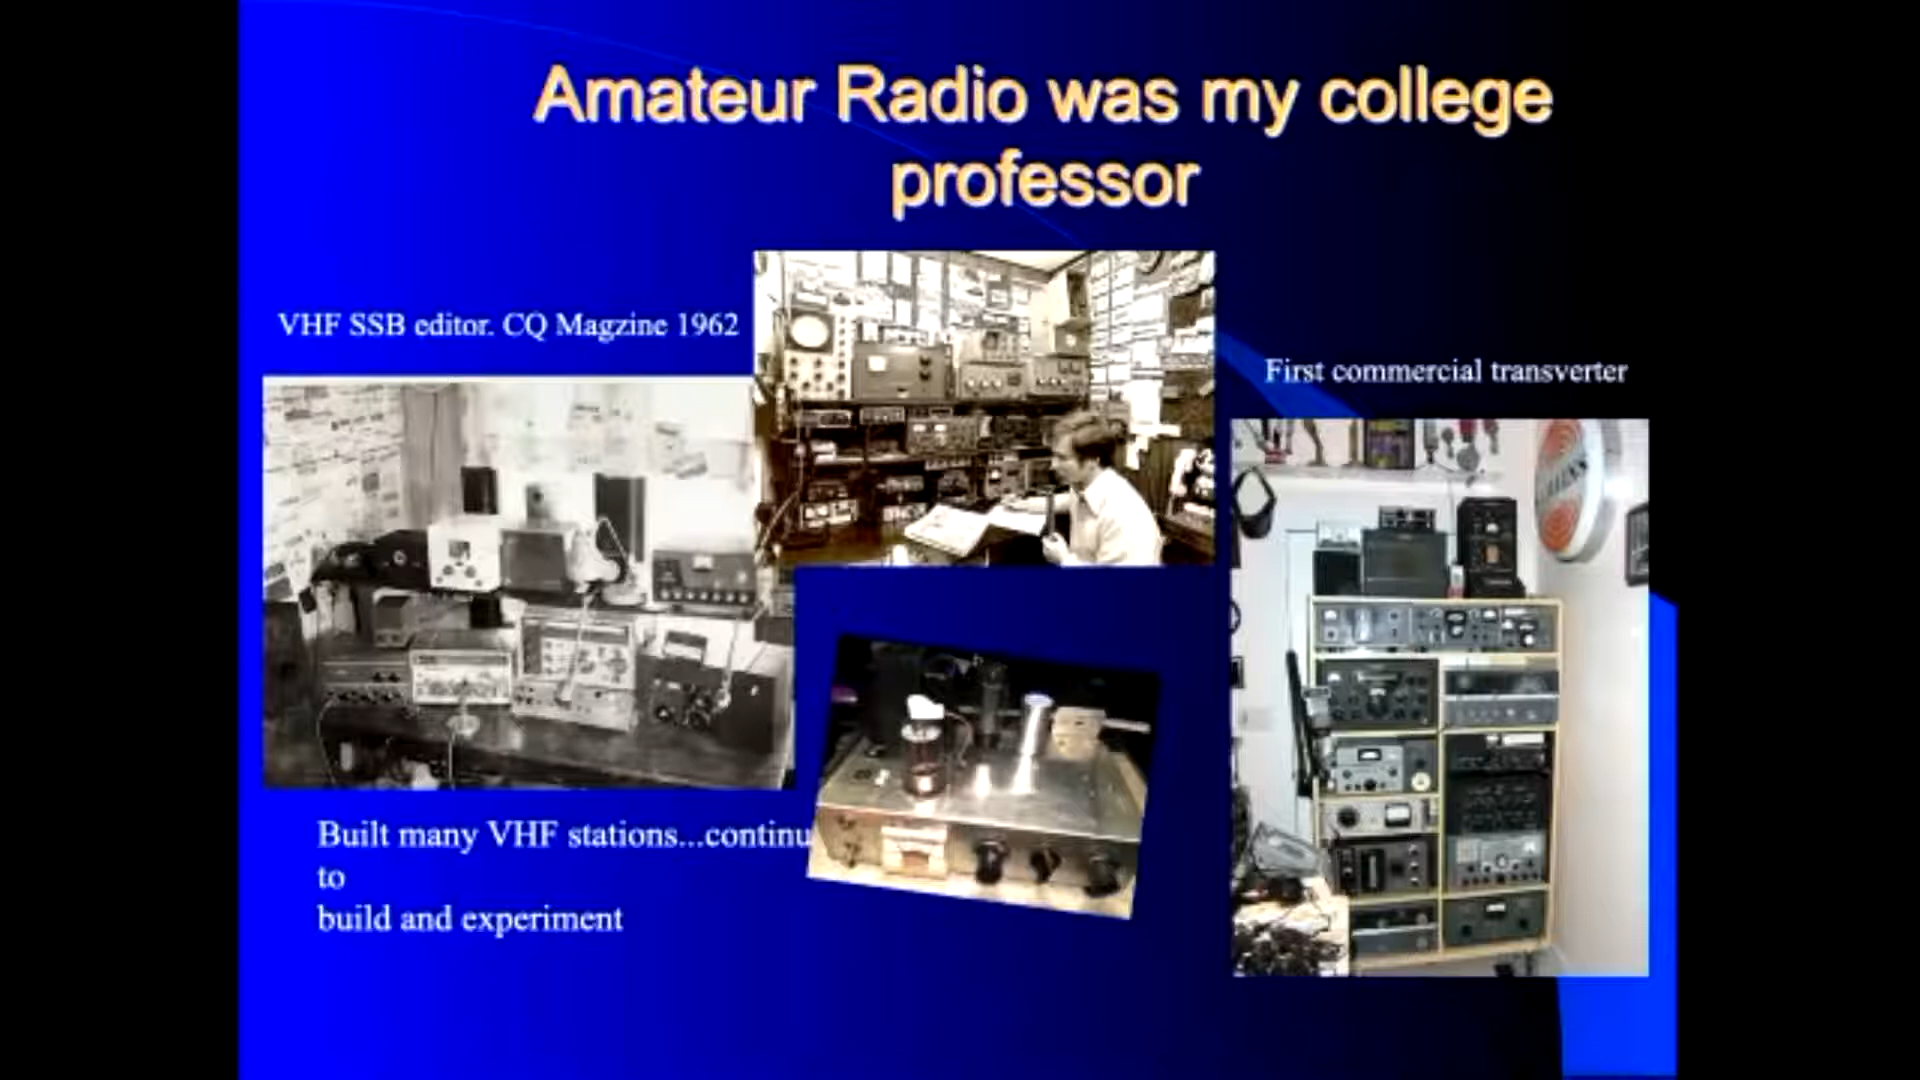 Amateur Radio was my college
professor
VHF SSB editor. CQ Magzine 1962
First commercial transverter
Built many VHF stations...continu
to
build and experiment